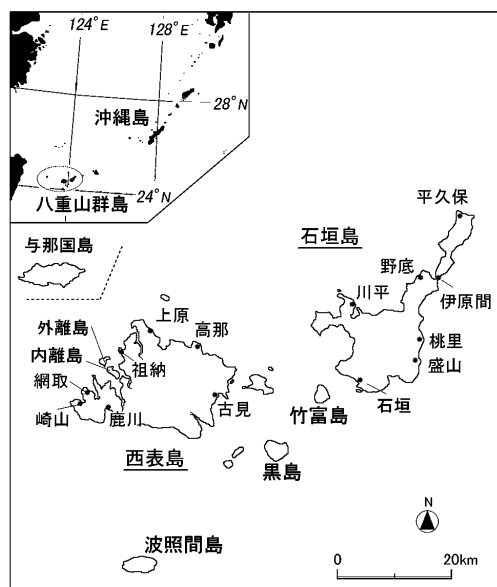 124°E
128°E
28°N
沖縄島
24°N
八重山群島
与那国島
石垣島
平久保
野底
川平
伊原間
桃里
盛山
石垣
竹富島
上原
高那
外離島
内離島
祖納
網取
崎山
鹿川
古見
西表島
黒島
波照間島
N
0
20km